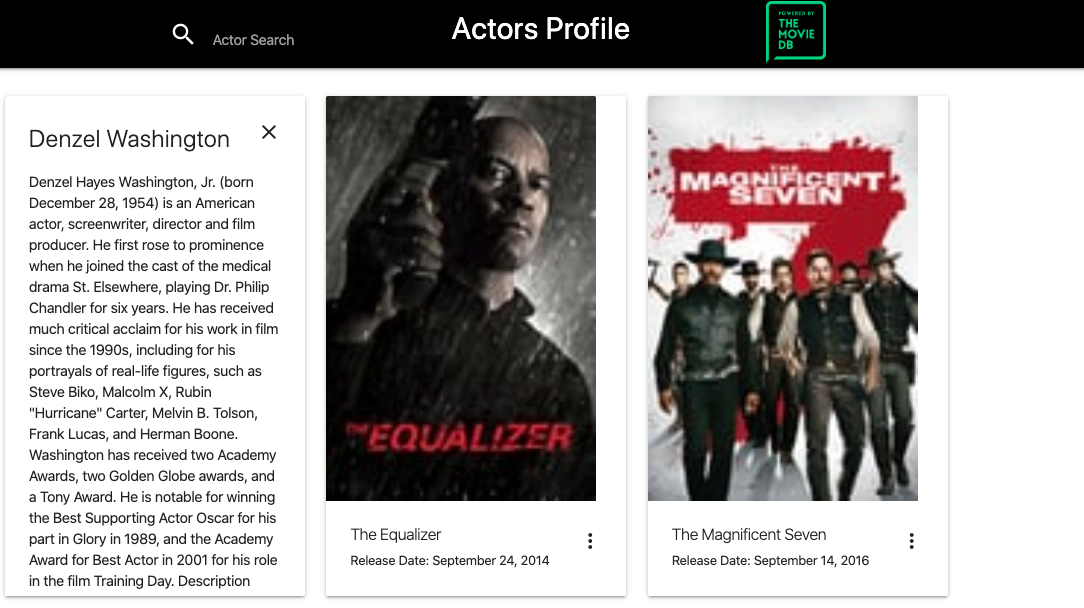 Actor Search
Actors Profile
POWERED BY
THE
MOVIE
DB
Denzel Washington
Denzel Hayes Washington, Jr. (born
December 28, 1954) is an American
actor, screenwriter, director and film
producer. He first rose to prominence
when he joined the cast of the medical
drama St. Elsewhere, playing Dr. Philip
Chandler for six years. He has received
much critical acclaim for his work in film
since the 1990s, including for his
portrayals of real-life figures, such as
Steve Biko, Malcolm X, Rubin
"Hurricane" Carter, Melvin B. Tolson,
Frank Lucas, and Herman Boone.
Washington has received two Academy
Awards, two Golden Globe awards, and
a Tony Award. He is notable for winning
the Best Supporting Actor Oscar for his
part in Glory in 1989, and the Academy
Award for Best Actor in 2001 for his role
in the film Training Day. Description
THE EQUALIZER
The Equalizer
Release Date: September 24, 2014
THE
MAGNIFICENT
SEVEN
The Magnificent Seven
Release Date: September 14, 2016